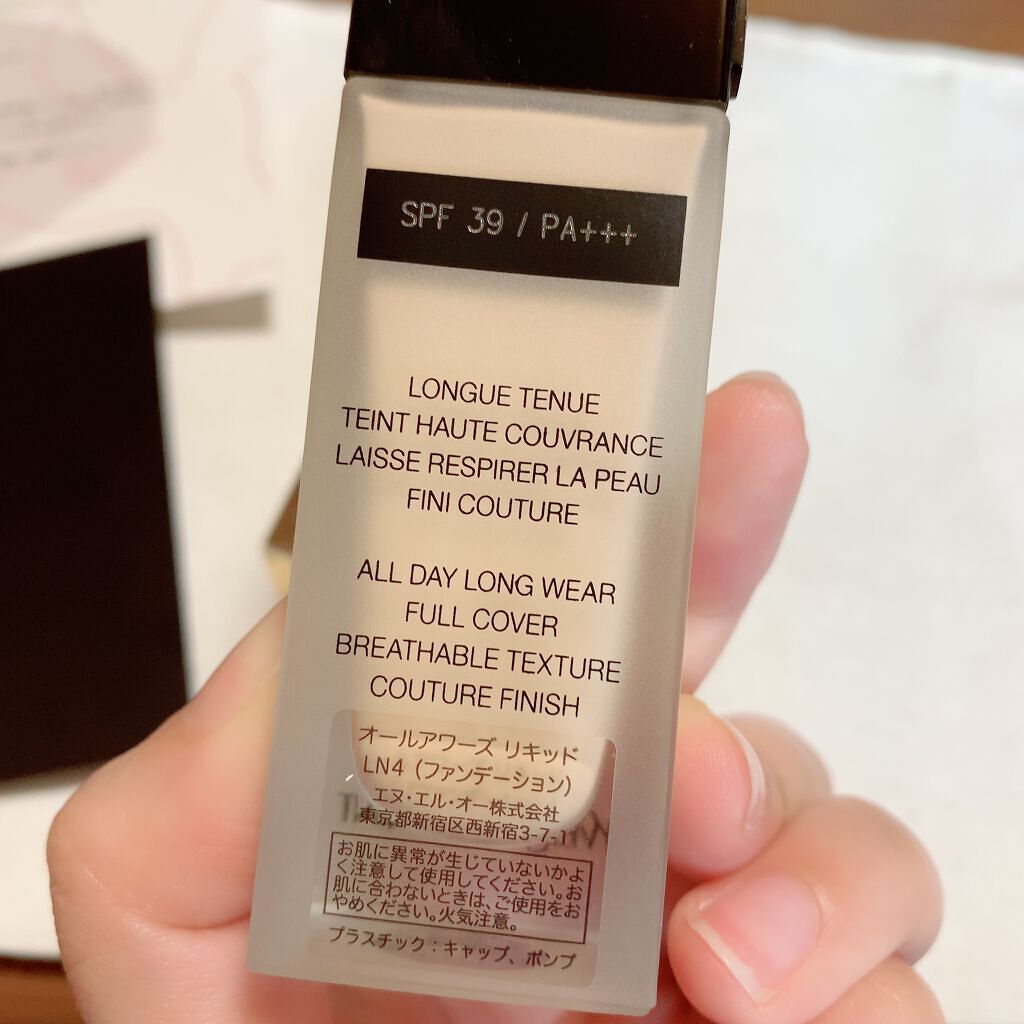 SPF 39 / PA+++
LONGUE TENUE
TEINT HAUTE COUVRANCE
LAISSE RESPIRER LA PEAU
FINI COUTURE
ALL DAY LONG WEAR
FULL COVER
BREATHABLE TEXTURE
COUTURE FINISH
オールアワーズ リキッド
LN4 (ファンデーション)
エヌ・エル・オー株式会社
東京都新宿区西新宿3-7-1
お肌に異常が生じていないかよ
く注意して使用してください。お
肌に合わないときは、ご使用をお
やめください。火気注意。
プラスチック:キャップ、ポンプ